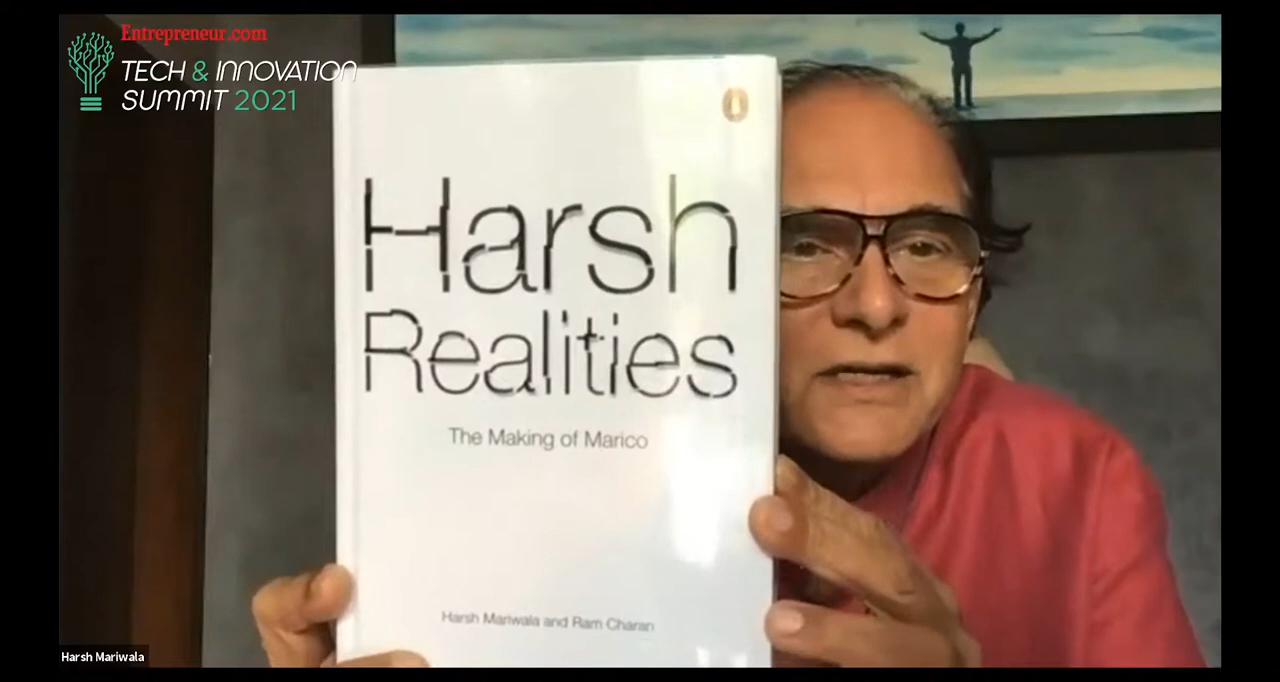 Entrepreneur.com
TECH & INNOVATION
SUMMIT 2021
Harsh
Realities
The Making of Marico
Harsh Mariwala and Ram Charan
Harsh Mariwala